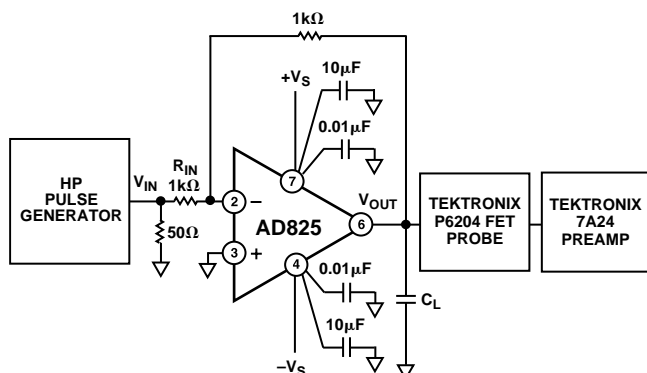 1kΩ
+VS
10µF
0.01µF
HP
PULSE
GENERATOR
VIN
RIN
1kΩ
50Ω
2
−
3
+
7
AD825
4
6
VOUT
TEKTRONIX
P6204 FET
PROBE
TEKTRONIX
7A24
PREAMP
0.01µF
10µF
CL
−VS